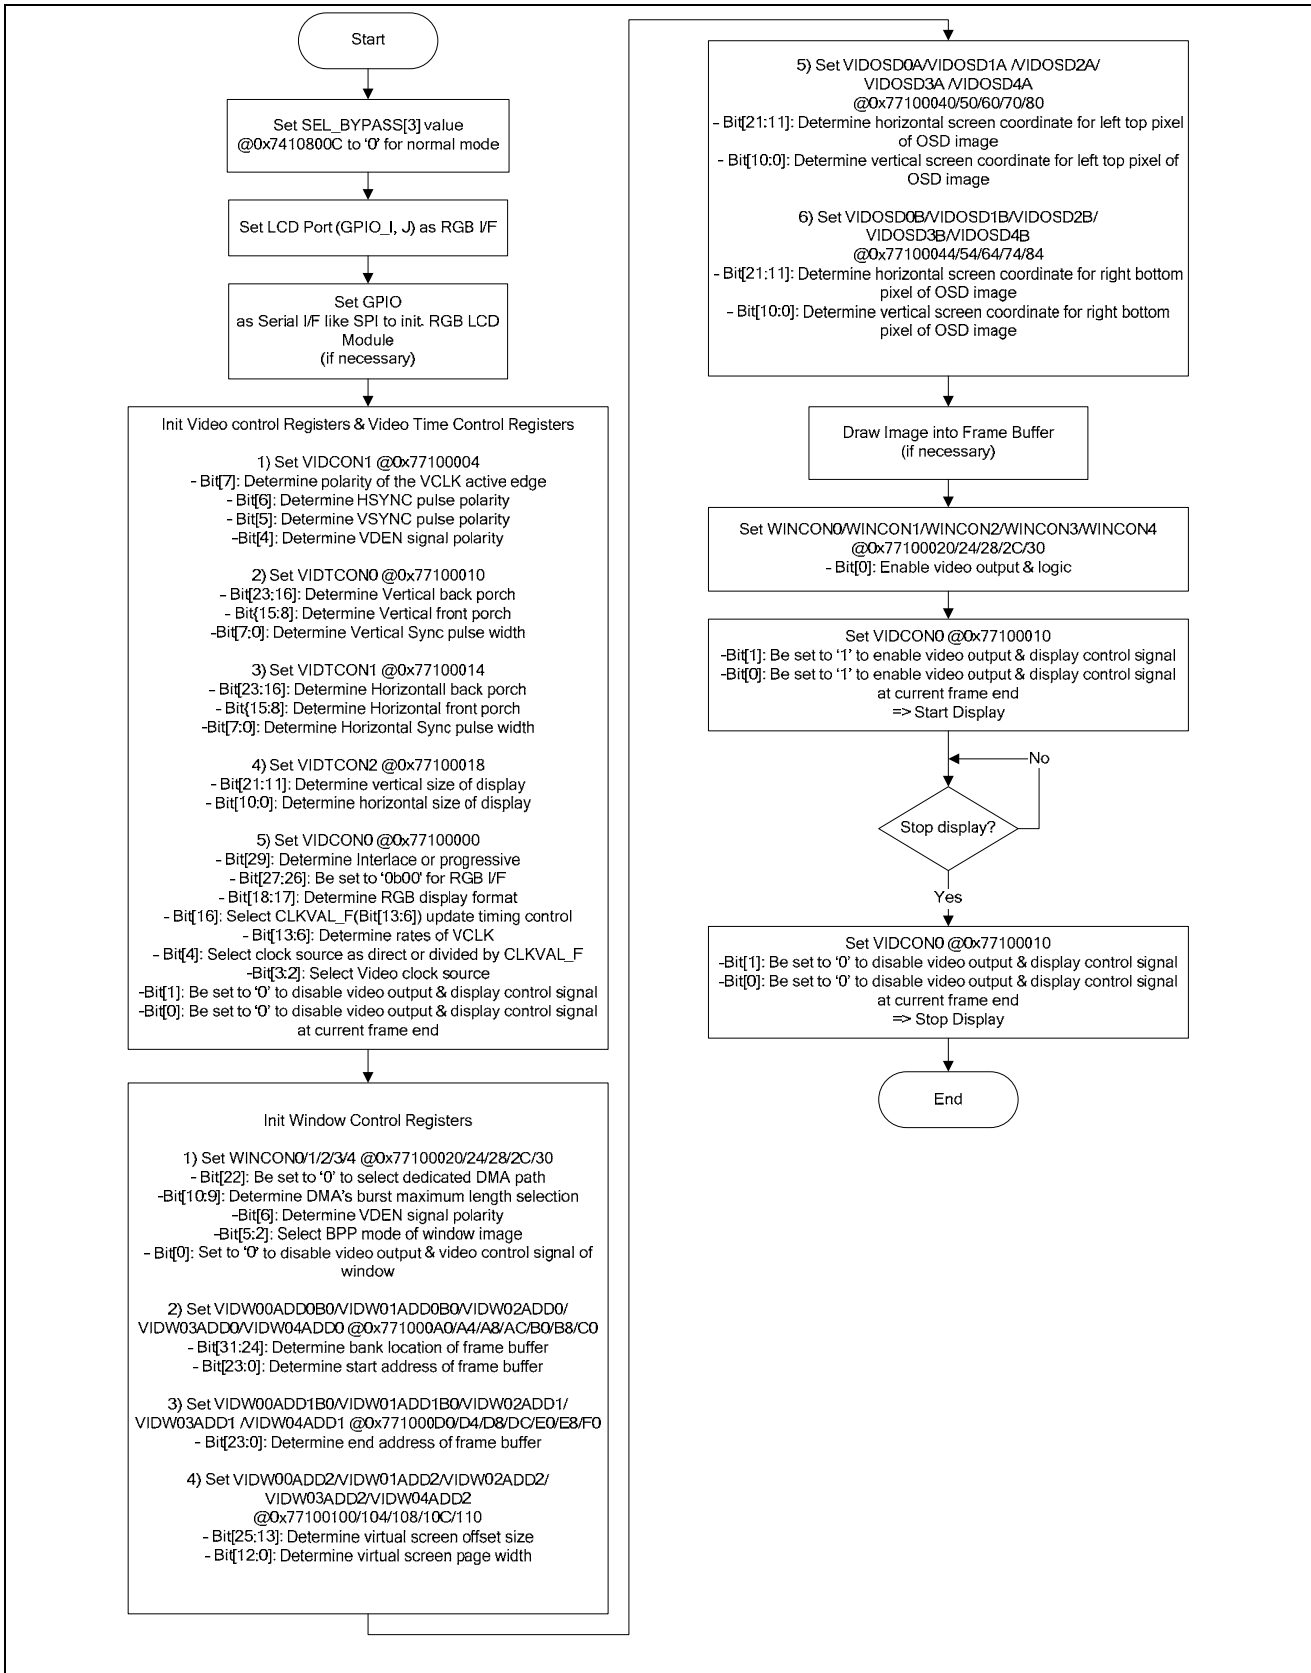 Start
Set SEL_BYPASS[3] value
@0x7410800C to ‘0’ for normal mode
Set LCD Port (GPIO_I, J) as RGB I/F
Set GPIO
as Serial I/F like SPI to init. RGB LCD
Module
(if necessary)
Init Video control Registers & Video Time Control Registers
1) Set VIDCON1 @0x77100004
- Bit[7]: Determine polarity of the VCLK active edge
- Bit[6]: Determine HSYNC pulse polarity
- Bit[5]: Determine VSYNC pulse polarity
-Bit[4]: Determine VDEN signal polarity
2) Set VIDTCON0 @0x77100010
- Bit[23:16]: Determine Vertical back porch
- Bit{15:8]: Determine Vertical front porch
-Bit[7:0]: Determine Vertical Sync pulse width
3) Set VIDTCON1 @0x77100014
- Bit[23:16]: Determine Horizontall back porch
- Bit{15:8]: Determine Horizontal front porch
-Bit[7:0]: Determine Horizontal Sync pulse width
4) Set VIDTCON2 @0x77100018
- Bit[21:11]: Determine vertical size of display
- Bit[10:0]: Determine horizontal size of display
5) Set VIDCON0 @0x77100000
- Bit[29]: Determine Interlace or progressive
- Bit[27:26]: Be set to ‘0b00’ for RGB I/F
- Bit[18:17]: Determine RGB display format
- Bit[16]: Select CLKVAL_F(Bit[13:6]) update timing control
- Bit[13:6]: Determine rates of VCLK
- Bit[4]: Select clock source as direct or divided by CLKVAL_F
-Bit[3:2]: Select Video clock source
-Bit[1]: Be set to ‘0’ to disable video output & display control signal
-Bit[0]: Be set to ‘0’ to disable video output & display control signal
at current frame end
Init Window Control Registers
1) Set WINCON0/1/2/3/4 @0x77100020/24/28/2C/30
- Bit[22]: Be set to ‘0’ to select dedicated DMA path
-Bit[10:9]: Determine DMA’s burst maximum length selection
-Bit[6]: Determine VDEN signal polarity
-Bit[5:2]: Select BPP mode of window image
- Bit[0]: Set to ‘0’ to disable video output & video control signal of
window
2) Set VIDW00ADD0B0/VIDW01ADD0B0/VIDW02ADD0/
VIDW03ADD0/VIDW04ADD0 @0x771000A0/A4/A8/AC/B0/B8/C0
- Bit[31:24]: Determine bank location of frame buffer
- Bit[23:0]: Determine start address of frame buffer
3) Set VIDW00ADD1B0/VIDW01ADD1B0/VIDW02ADD1/
VIDW03ADD1 /VIDW04ADD1 @0x771000D0/D4/D8/DC/E0/E8/F0
- Bit[23:0]: Determine end address of frame buffer
4) Set VIDW00ADD2/VIDW01ADD2/VIDW02ADD2/
VIDW03ADD2/VIDW04ADD2
@0x77100100/104/108/10C/110
- Bit[25:13]: Determine virtual screen offset size
- Bit[12:0]: Determine virtual screen page width
5) Set VIDOSD0A/VIDOSD1A /VIDOSD2A/
VIDOSD3A /VIDOSD4A
@0x77100040/50/60/70/80
- Bit[21:11]: Determine horizontal screen coordinate for left top pixel
of OSD image
- Bit[10:0]: Determine vertical screen coordinate for left top pixel of
OSD image
6) Set VIDOSD0B/VIDOSD1B/VIDOSD2B/
VIDOSD3B/VIDOSD4B
@0x77100044/54/64/74/84
- Bit[21:11]: Determine horizontal screen coordinate for right bottom
pixel of OSD image
- Bit[10:0]: Determine vertical screen coordinate for right bottom
pixel of OSD image
Draw Image into Frame Buffer
(if necessary)
Set WINCON0/WINCON1/WINCON2/WINCON3/WINCON4
@0x77100020/24/28/2C/30
- Bit[0]: Enable video output & logic
Set VIDCON0 @0x77100010
-Bit[1]: Be set to ‘1’ to enable video output & display control signal
-Bit[0]: Be set to ‘1’ to enable video output & display control signal
at current frame end
=> Start Display
No
Stop display?
Yes
Set VIDCON0 @0x77100010
-Bit[1]: Be set to ‘0’ to disable video output & display control signal
-Bit[0]: Be set to ‘0’ to disable video output & display control signal
at current frame end
=> Stop Display
End